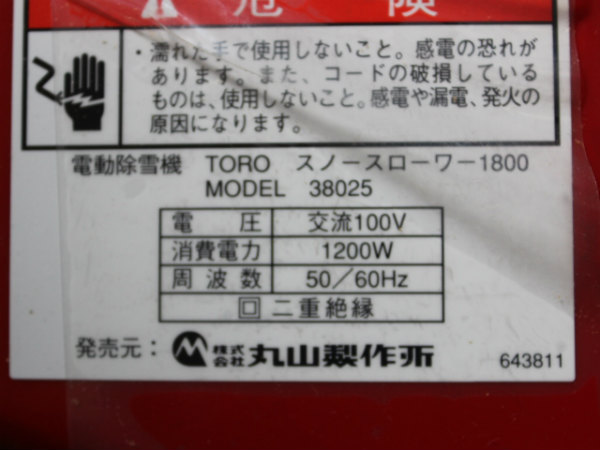 危険
・濡れた手で使用しないこと。感電の恐れが
あります。また、コードの破損している
ものは、使用しないこと。感電や漏電、発火の
原因になります。
電動除雪機 TORO スノースローワー1800
MODEL 38025
電圧 交流100V
消費電力 1200W
周波数 50／60Hz
回 二重絶縁
発売元： 株式会社 丸山製作所 643811